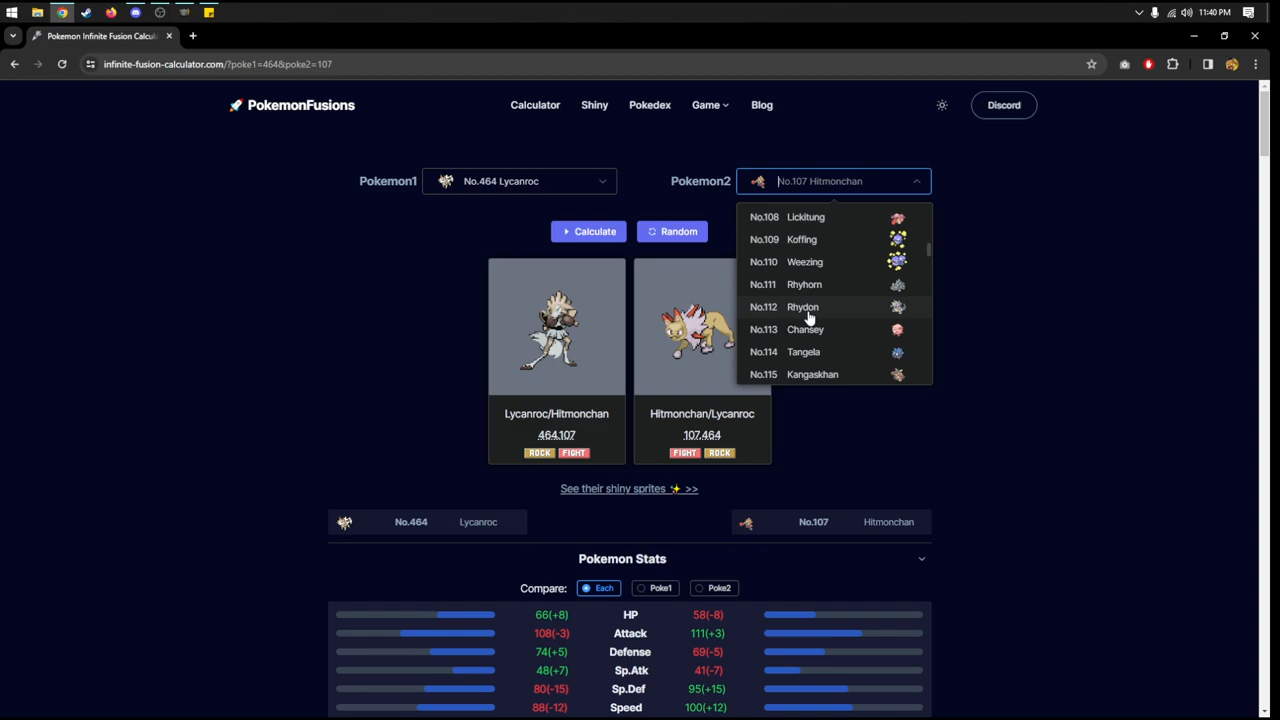 11:40 PM
Pokemon Infinite Fusion Calcul
infinite-fusion-calculator.com/?poke1=464&poke2=107
PokemonFusions
Calculator Shiny Pokedex Game Blog
Discord
Pokemon1 No.464 Lycanroc
Pokemon2 No.107 Hitmonchan
No.108 Lickitung
No.109 Koffing
No.110 Weezing
No.111 Rhyhorn
No.112 Rhydon
No.113 Chansey
No.114 Tangela
No.115 Kangaskhan
Calculate Random
Lycanroc/Hitmonchan
464.107
ROCK FIGHT
Hitmonchan/Lycanroc
107.464
FIGHT ROCK
See their shiny sprites ✨ >>
No.464 Lycanroc
No.107 Hitmonchan
Pokemon Stats
Compare: Each Poke1 Poke2
66(+8) HP 58(-8)
108(-3) Attack 111(+3)
74(+5) Defense 69(-5)
48(+7) Sp.Atk 41(-7)
80(-15) Sp.Def 95(+15)
88(-12) Speed 100(+12)